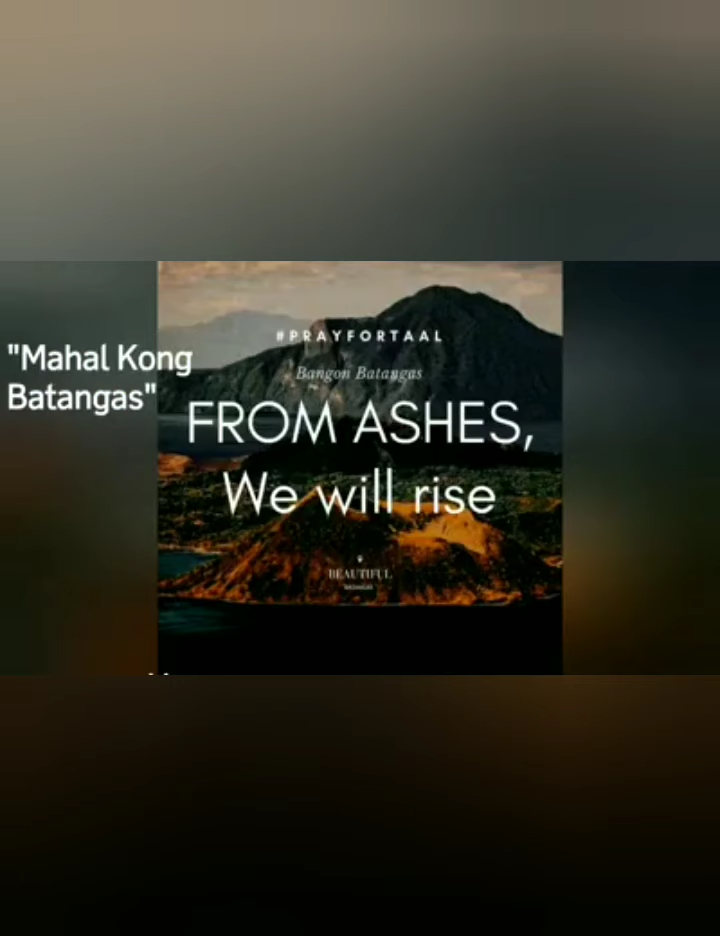 #PRAYFORTAAL
"Mahal Kong
Batangas"
Bangon Batangas
FROM ASHES,
We will rise
BEAUTIFUL